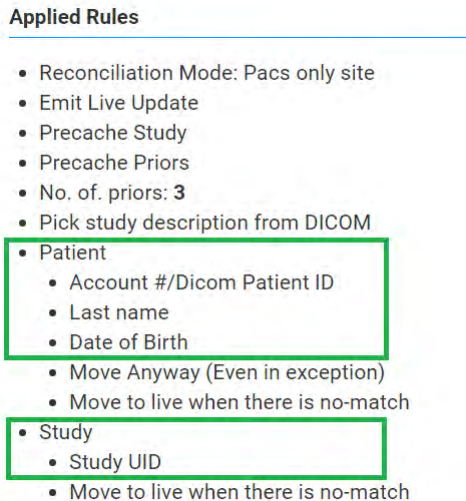 Applied Rules
Reconciliation Mode: Pacs only site
Emit Live Update
Precache Study
Precache Priors
No. of. priors: 3
Pick study description from DICOM
Patient
Account #/Dicom Patient ID
Last name
Date of Birth
Move Anyway (Even in exception)
Move to live when there is no-match
Study
Study UID
Move to live when there is no-match